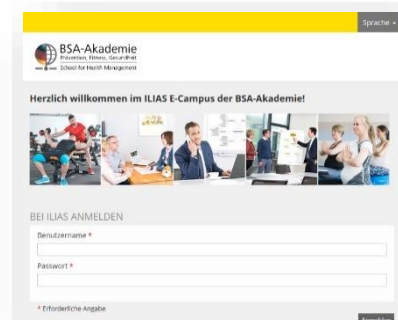 Sprache
BSA-Akademie
Prävention, Fitness, Gesundheit
School for Health Management
Herzlich willkommen im ILIAS E-Campus der BSA-Akademie!
BEI ILIAS ANMELDEN
Benutzername *
Passwort *
* Erforderliche Angabe
Anmelden